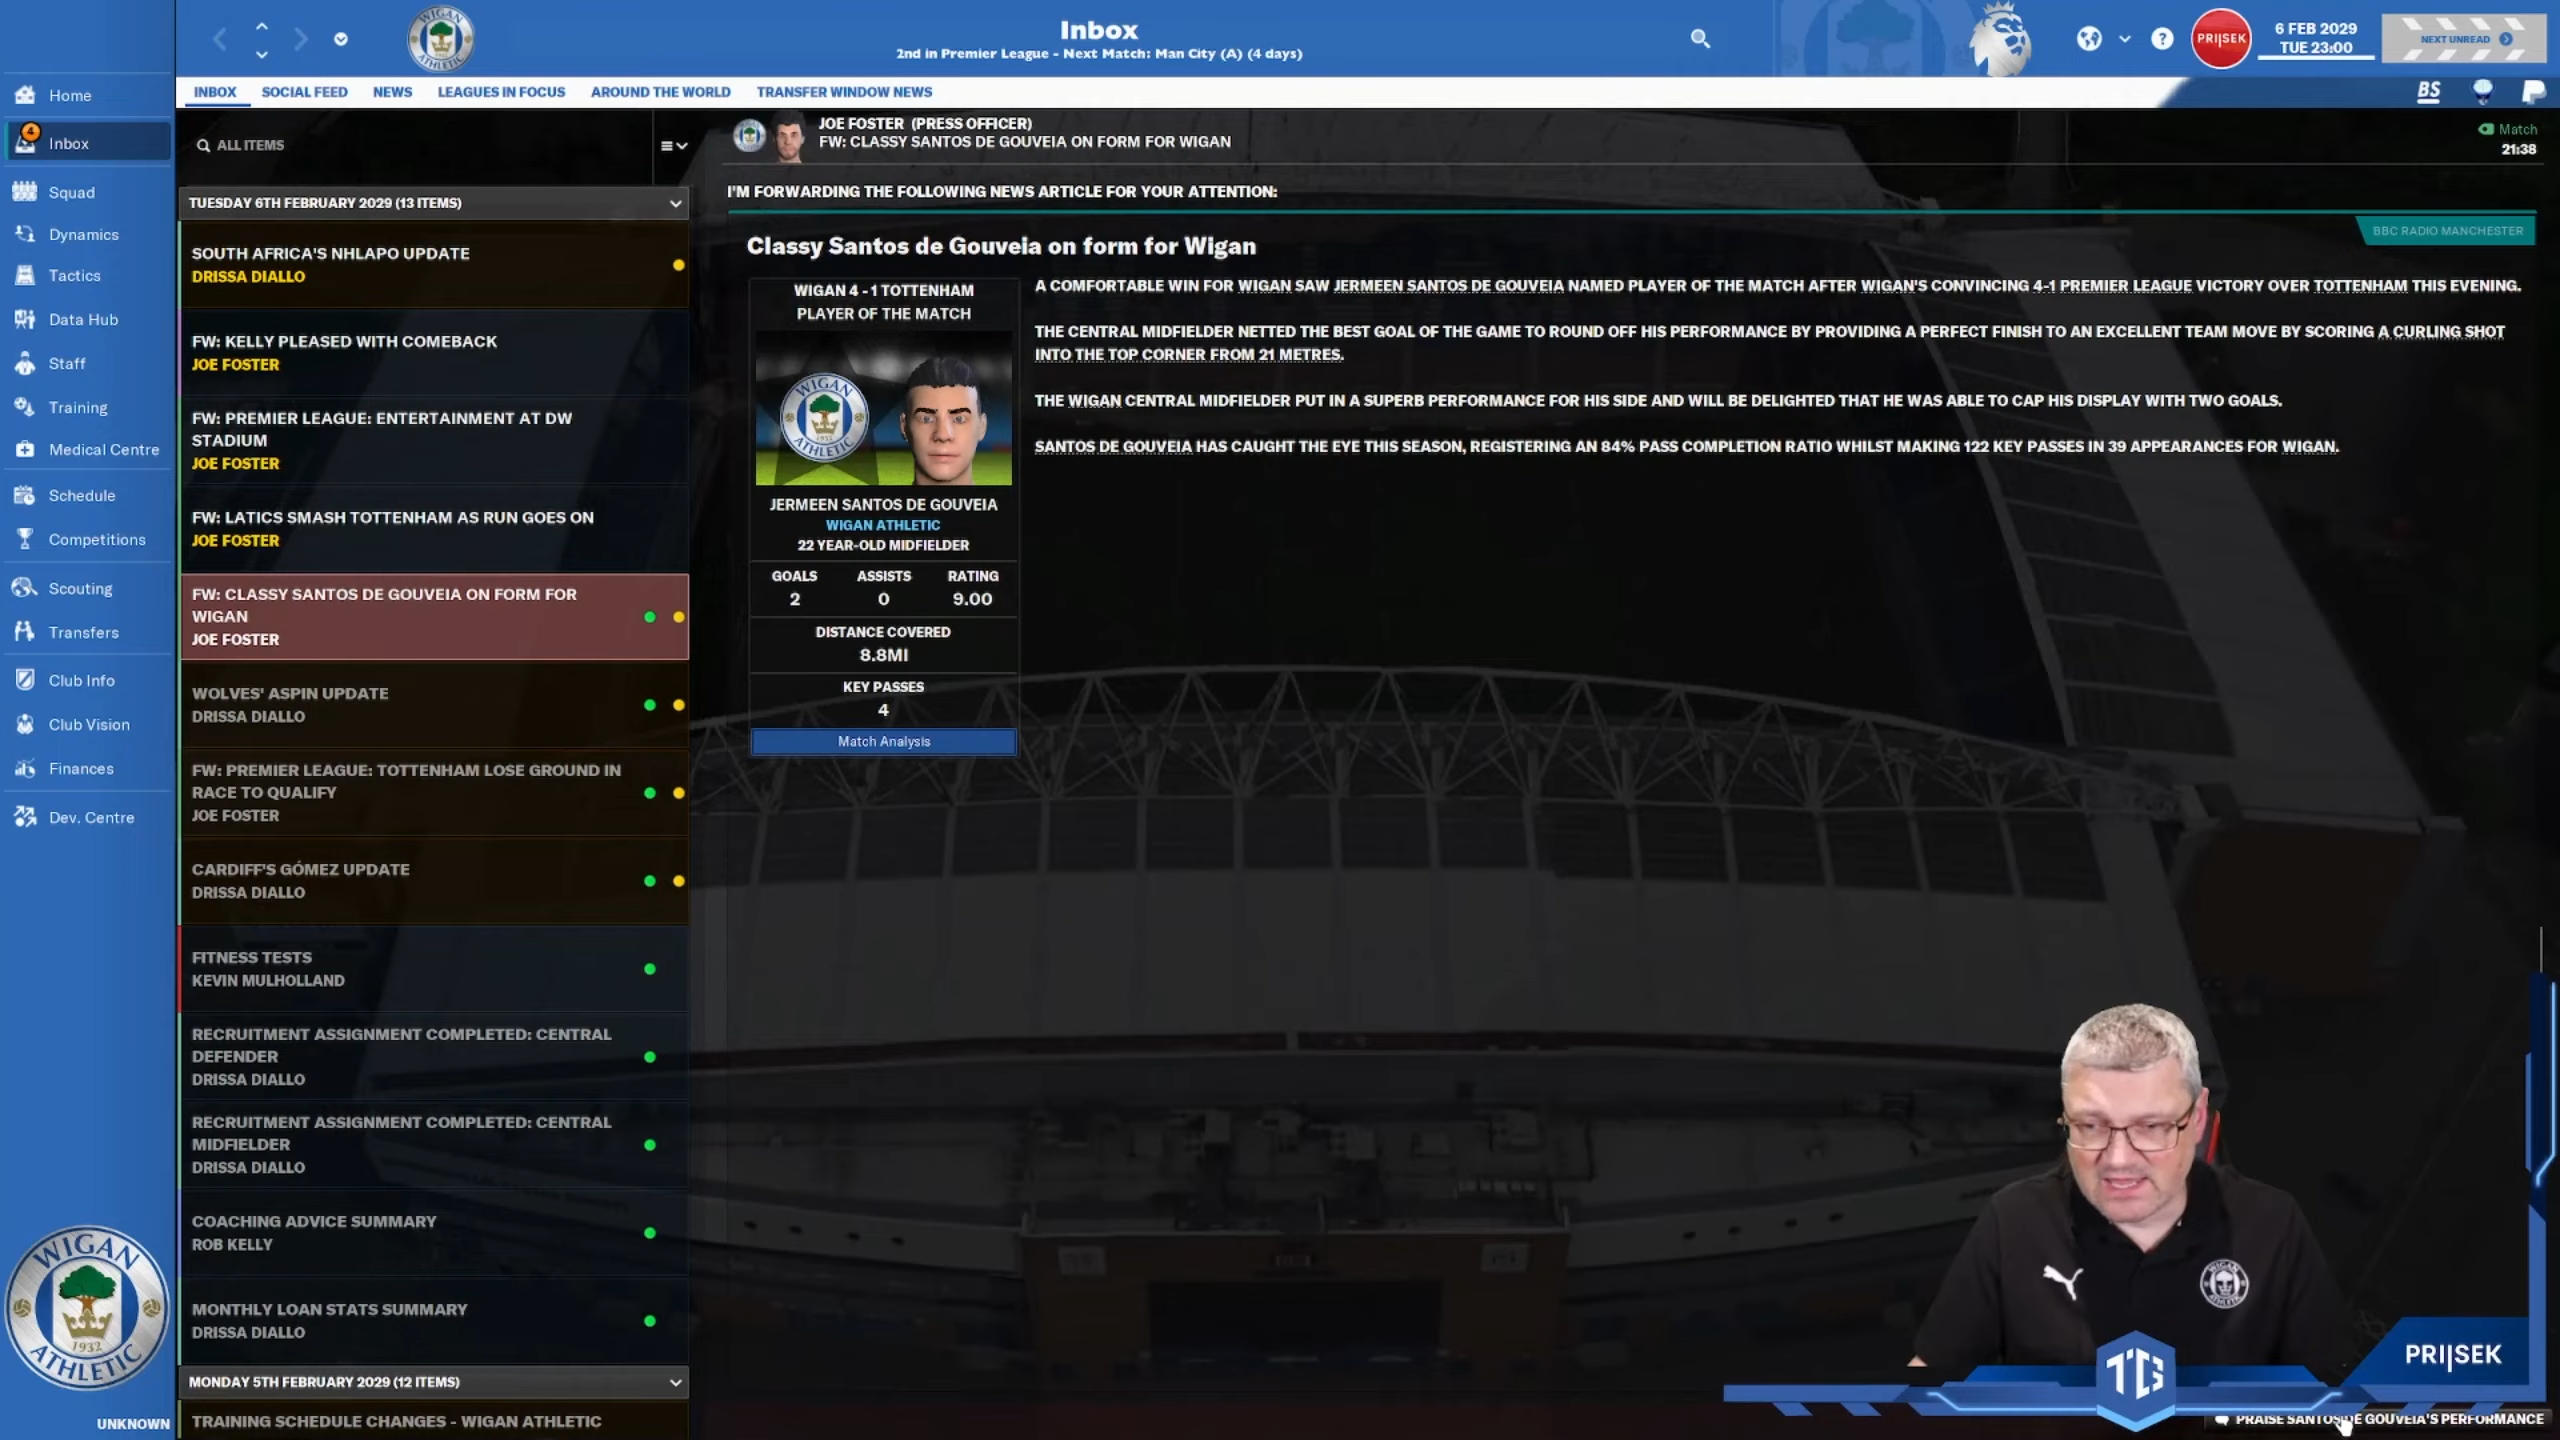 Inbox
2nd in Premier League - Next Match: Man City (A) (4 days)
PRIJSEK
6 FEB 2029
TUE 23:00
NEXT UNREAD
INBOX
SOCIAL FEED
NEWS
LEAGUES IN FOCUS
AROUND THE WORLD
TRANSFER WINDOW NEWS
BS
Home
4
Inbox
Squad
Dynamics
Tactics
Data Hub
Staff
Training
Medical Centre
Schedule
Competitions
Scouting
Transfers
Club Info
Club Vision
Finances
Dev. Centre
WIGAN
1932
ATHLETIC
UNKNOWN
ALL ITEMS
TUESDAY 6TH FEBRUARY 2029 (13 ITEMS)
SOUTH AFRICA'S NHLAPO UPDATE
DRISSA DIALLO
FW: KELLY PLEASED WITH COMEBACK
JOE FOSTER
FW: PREMIER LEAGUE: ENTERTAINMENT AT DW
STADIUM
JOE FOSTER
FW: LATICS SMASH TOTTENHAM AS RUN GOES ON
JOE FOSTER
FW: CLASSY SANTOS DE GOUVEIA ON FORM FOR
WIGAN
JOE FOSTER
WOLVES' ASPIN UPDATE
DRISSA DIALLO
FW: PREMIER LEAGUE: TOTTENHAM LOSE GROUND IN
RACE TO QUALIFY
JOE FOSTER
CARDIFF'S GÓMEZ UPDATE
DRISSA DIALLO
FITNESS TESTS
KEVIN MULHOLLAND
RECRUITMENT ASSIGNMENT COMPLETED: CENTRAL
DEFENDER
DRISSA DIALLO
RECRUITMENT ASSIGNMENT COMPLETED: CENTRAL
MIDFIELDER
DRISSA DIALLO
COACHING ADVICE SUMMARY
ROB KELLY
MONTHLY LOAN STATS SUMMARY
DRISSA DIALLO
MONDAY 5TH FEBRUARY 2029 (12 ITEMS)
TRAINING SCHEDULE CHANGES - WIGAN ATHLETIC
JOE FOSTER (PRESS OFFICER)
FW: CLASSY SANTOS DE GOUVEIA ON FORM FOR WIGAN
Match
21:38
I'M FORWARDING THE FOLLOWING NEWS ARTICLE FOR YOUR ATTENTION:
BBC RADIO MANCHESTER
Classy Santos de Gouveia on form for Wigan
WIGAN 4 - 1 TOTTENHAM
PLAYER OF THE MATCH
WIGAN
ATHLETIC
JERMEEN SANTOS DE GOUVEIA
WIGAN ATHLETIC
22 YEAR-OLD MIDFIELDER
GOALS ASSISTS RATING
2 0 9.00
DISTANCE COVERED
8.8MI
KEY PASSES
4
Match Analysis
A COMFORTABLE WIN FOR WIGAN SAW JERMEEN SANTOS DE GOUVEIA NAMED PLAYER OF THE MATCH AFTER WIGAN'S CONVINCING 4-1 PREMIER LEAGUE VICTORY OVER TOTTENHAM THIS EVENING.
THE CENTRAL MIDFIELDER NETTED THE BEST GOAL OF THE GAME TO ROUND OFF HIS PERFORMANCE BY PROVIDING A PERFECT FINISH TO AN EXCELLENT TEAM MOVE BY SCORING A CURLING SHOT
INTO THE TOP CORNER FROM 21 METRES.
THE WIGAN CENTRAL MIDFIELDER PUT IN A SUPERB PERFORMANCE FOR HIS SIDE AND WILL BE DELIGHTED THAT HE WAS ABLE TO CAP HIS DISPLAY WITH TWO GOALS.
SANTOS DE GOUVEIA HAS CAUGHT THE EYE THIS SEASON, REGISTERING AN 84% PASS COMPLETION RATIO WHILST MAKING 122 KEY PASSES IN 39 APPEARANCES FOR WIGAN.
PRIJSEK
TCS
PRAISE SANTOS DE GOUVEIA'S PERFORMANCE